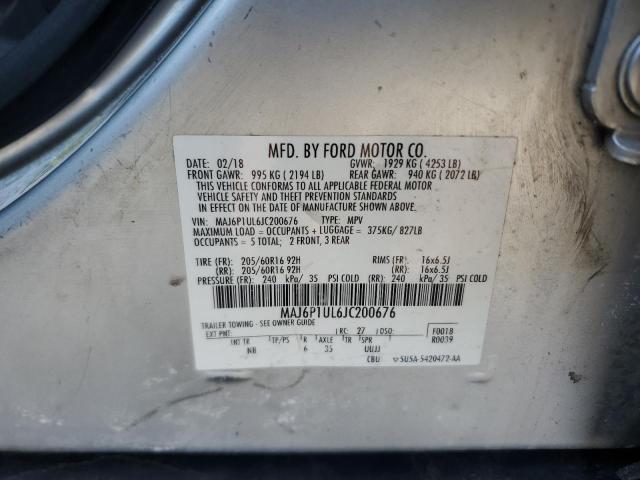 MFD. BY FORD MOTOR CO.
DATE: 02/18 GVWR: 1929 KG ( 4253 LB)
FRONT GAWR: 995 KG ( 2194 LB) REAR GAWR: 940 KG ( 2072 LB)
THIS VEHICLE CONFORMS TO ALL APPLICABLE FEDERAL MOTOR
VEHICLE SAFETY AND THEFT PREVENTION STANDARDS
IN EFFECT ON THE DATE OF MANUFACTURE SHOWN ABOVE.
VIN: MAJ6P1UL6JC200676 TYPE: MPV
MAXIMUM LOAD = OCCUPANTS + LUGGAGE = 375KG/ 827LB
OCCUPANTS = 5 TOTAL; 2 FRONT, 3 REAR
TIRE (FR): 205/60R16 92H RIMS (FR): 16x6.5J
(RR): 205/60R16 92H (RR): 16x6.5J
PRESSURE (FR): 240 kPa/ 35 PSI COLD (RR): 240 kPa/ 35 PSI COLD
MAJ6P1UL6JC200676
TRAILER TOWING - SEE OWNER GUIDE
EXT PNT: RC: 27 DSO: F0018
R0039
INT TR TP/PS R AXLE TR SPR
NB 6 35 UUJJ
CBU 5U5A-5420472-AA